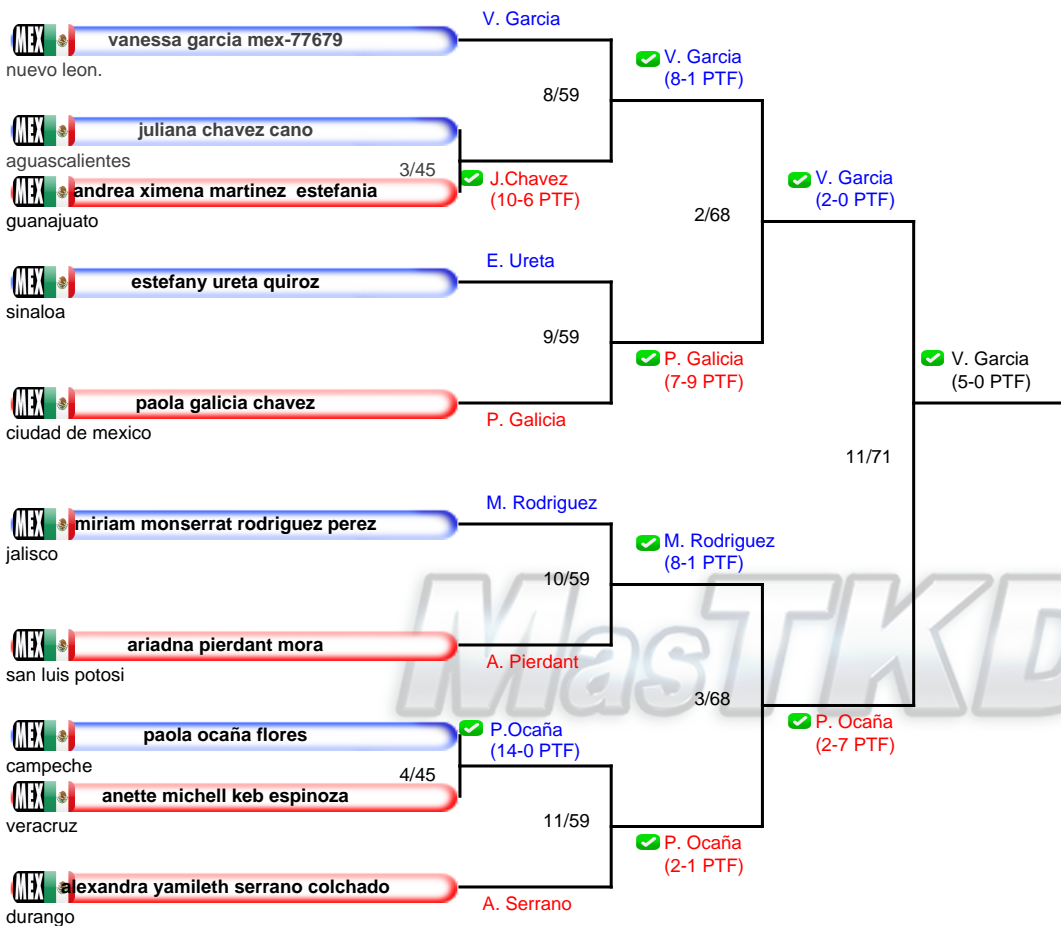 V. Garcia
MEX
vanessa garcia mex-77679
nuevo leon.
V. Garcia
(8-1 PTF)
8/59
MEX
juliana chavez cano
aguascalientes
3/45
MEX
andrea ximena martinez  estefania
guanajuato
J.Chavez
(10-6 PTF)
V. Garcia
(2-0 PTF)
2/68
E. Ureta
MEX
estefany ureta quiroz
sinaloa
9/59
P. Galicia
(7-9 PTF)
V. Garcia
(5-0 PTF)
MEX
paola galicia chavez
ciudad de mexico
P. Galicia
11/71
M. Rodriguez
MEX
miriam monserrat rodriguez perez
jalisco
M. Rodriguez
(8-1 PTF)
10/59
MasTKD
MEX
ariadna pierdant mora
san luis potosi
A. Pierdant
3/68
P. Ocaña
(2-7 PTF)
MEX
paola ocaña flores
campeche
P.Ocaña
(14-0 PTF)
4/45
MEX
anette michell keb espinoza
veracruz
11/59
P. Ocaña
(2-1 PTF)
MEX
alexandra yamileth serrano colchado
durango
A. Serrano